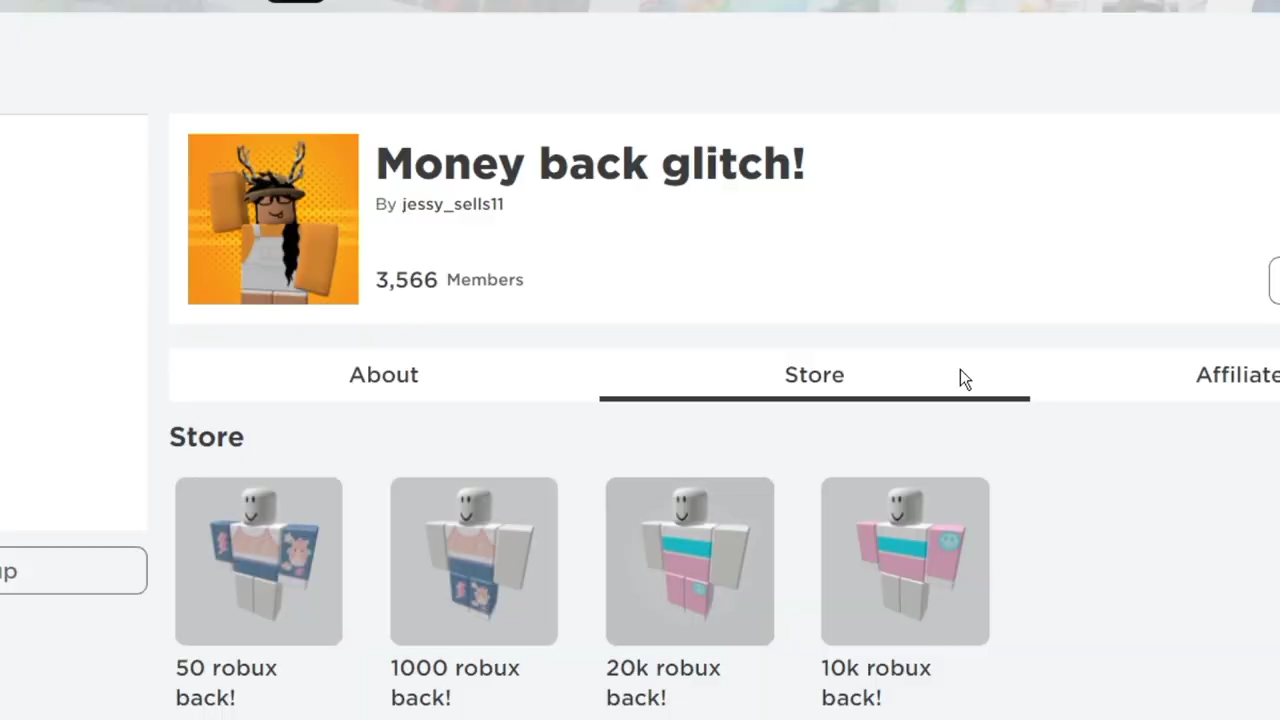 Money back glitch!
By jessy_sells11
3,566 Members
About
Store
Affiliate
Store
up
50 robux
back!
1000 robux
back!
20k robux
back!
10k robux
back!